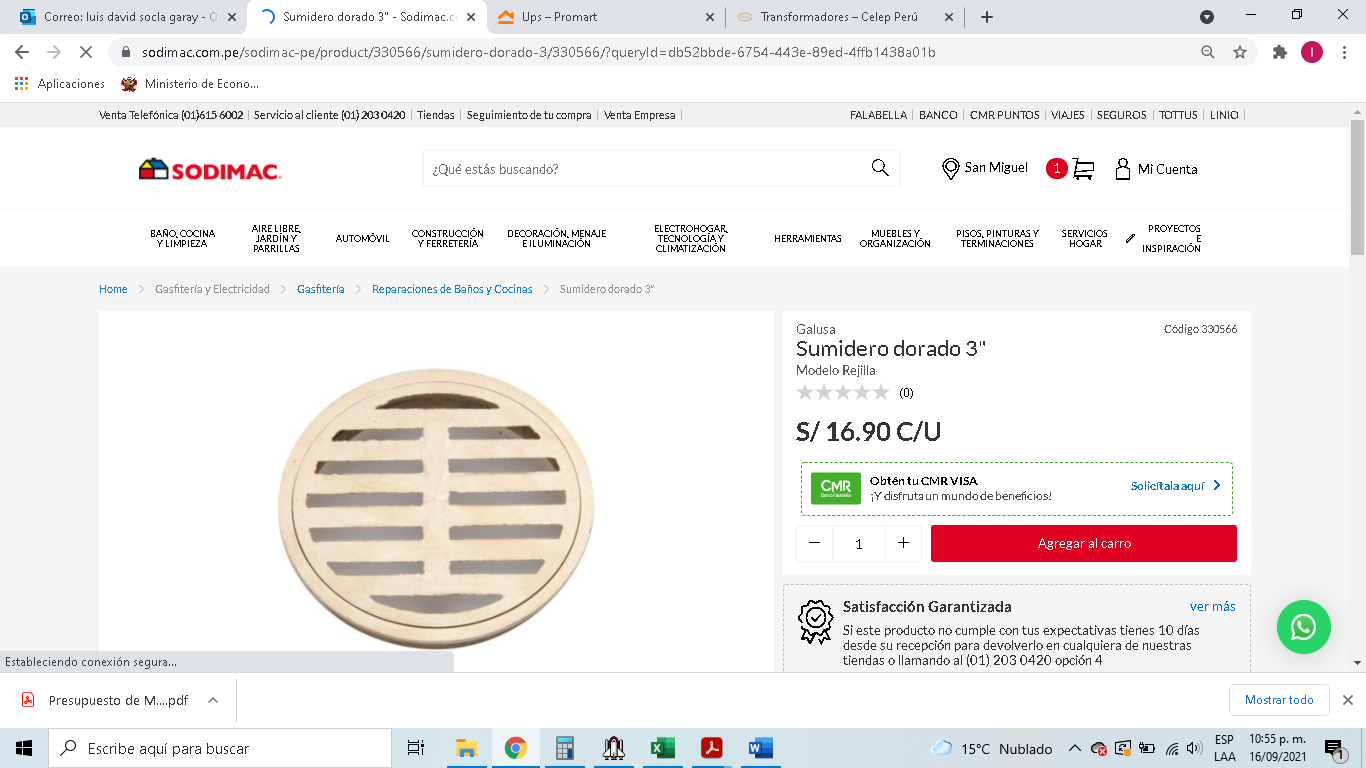 Correo: luis david socla garay - O
Sumidero dorado 3" - Sodimac.c
Ups – Promart
Transformadores – Celep Perú
sodimac.com.pe/sodimac-pe/product/330566/sumidero-dorado-3/330566/?queryId=db52bbce-6754-443e-89ed-4ffb1438a01b
I
Aplicaciones
Ministerio de Econo...
Venta Telefónica (01)615 6002 | Servicio al cliente (01) 203 0420 | Tiendas | Seguimiento de tu compra | Venta Empresa |
FALABELLA | BANCO | CMR PUNTOS | VIAJES | SEGUROS | TOTTUS | LINIO |
SODIMAC
¿Qué estás buscando?
San Miguel
1
Mi Cuenta
BAÑO, COCINA
Y LIMPIEZA
AIRE LIBRE,
JARDÍN Y
PARRILLAS
AUTOMÓVIL
CONSTRUCCIÓN
Y FERRETERÍA
DECORACIÓN, MENAJE
E ILUMINACIÓN
ELECTROHOGAR,
TECNOLOGÍA Y
CLIMATIZACIÓN
HERRAMIENTAS
MUEBLES Y
ORGANIZACIÓN
PISOS, PINTURAS Y
TERMINACIONES
SERVICIOS
HOGAR
PROYECTOS
E
INSPIRACIÓN
Home > Gasfitería y Electricidad > Gasfitería > Reparaciones de Baños y Cocinas > Sumidero dorado 3"
Galusa
Código 330566
Sumidero dorado 3"
Modelo Rejilla
(0)
S/ 16.90 C/U
CMR
Banco Falabella
Obtén tu CMR VISA
¡Y disfruta un mundo de beneficios!
Solicítala aquí
1
Agregar al carro
Satisfacción Garantizada
ver más
Si este producto no cumple con tus expectativas tienes 10 días
desde su recepción para devolverlo en cualquiera de nuestras
tiendas o llamando al (01) 203 0420 opción 4
Estableciendo conexión segura...
Presupuesto de M....pdf
Mostrar todo
Escribe aquí para buscar
15°C Nublado
ESP
LAA
10:55 p. m.
16/09/2021
1